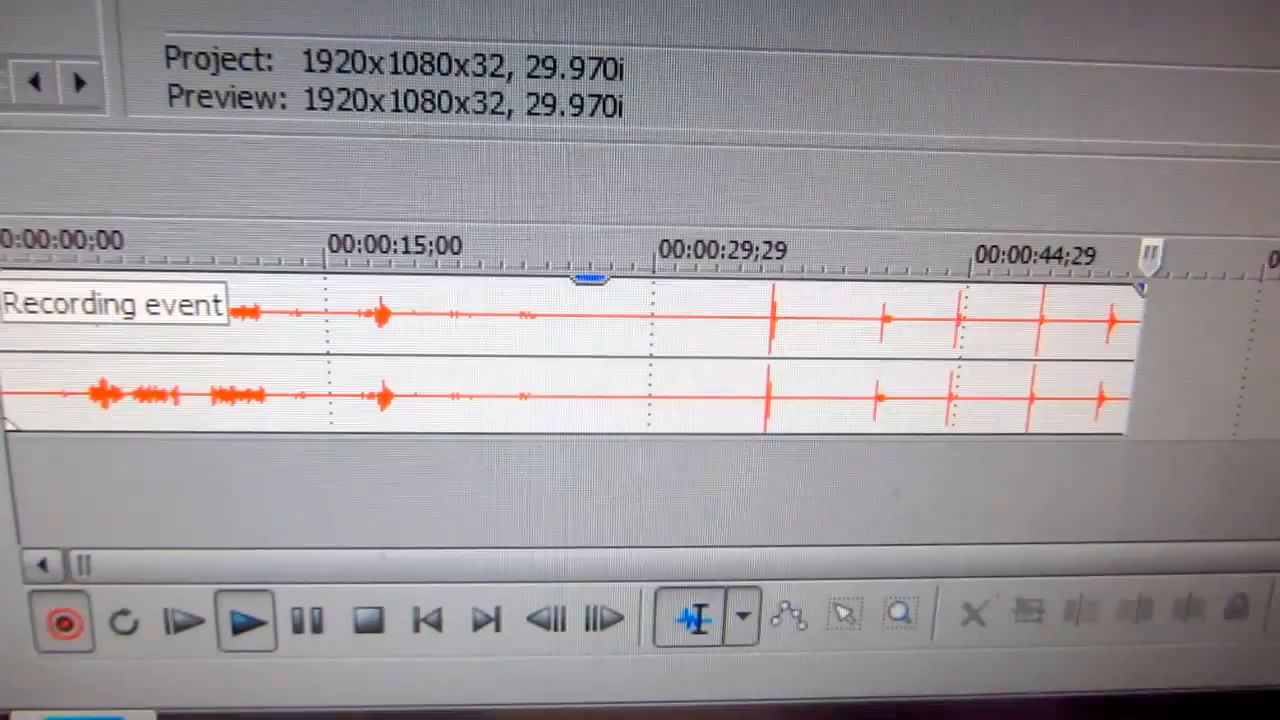 Project: 1920x1080x32, 29.970i
Preview: 1920x1080x32, 29.970i
0:00:00;00 00:00:15;00 00:00:29;29 00:00:44;29 0
Recording event